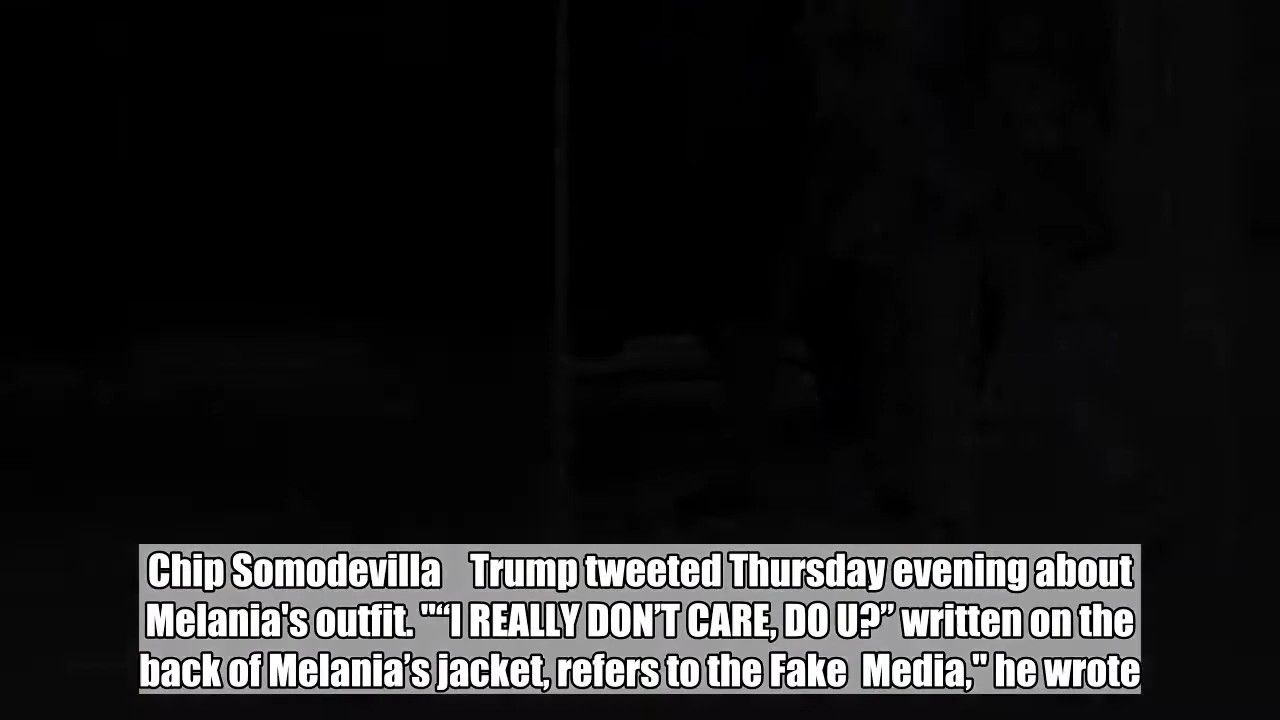 Chip Somodevilla    Trump tweeted Thursday evening about
Melania's outfit. "“I REALLY DON’T CARE, DO U?” written on the
back of Melania’s jacket, refers to the Fake  Media," he wrote